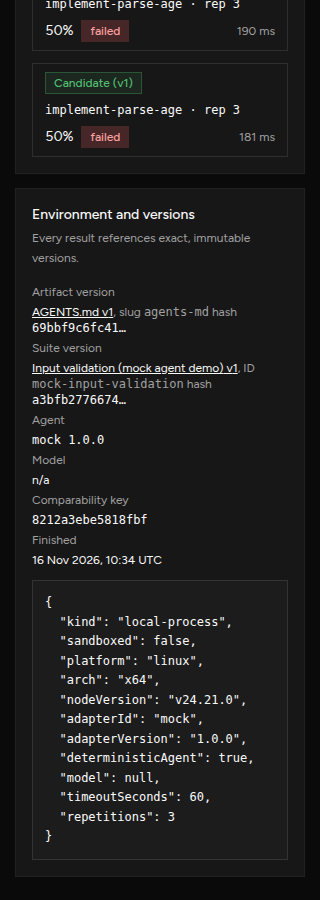 implement-parse-age · rep 3
50% failed 190 ms
Candidate (v1)
implement-parse-age · rep 3
50% failed 181 ms
Environment and versions
Every result references exact, immutable
versions.
Artifact version
AGENTS.md v1, slug agents-md hash
69bbf9c6fc41…
Suite version
Input validation (mock agent demo) v1, ID
mock-input-validation hash
a3bfb2776674…
Agent
mock 1.0.0
Model
n/a
Comparability key
8212a3ebe5818fbf
Finished
16 Nov 2026, 10:34 UTC
{
  "kind": "local-process",
  "sandboxed": false,
  "platform": "linux",
  "arch": "x64",
  "nodeVersion": "v24.21.0",
  "adapterId": "mock",
  "adapterVersion": "1.0.0",
  "deterministicAgent": true,
  "model": null,
  "timeoutSeconds": 60,
  "repetitions": 3
}